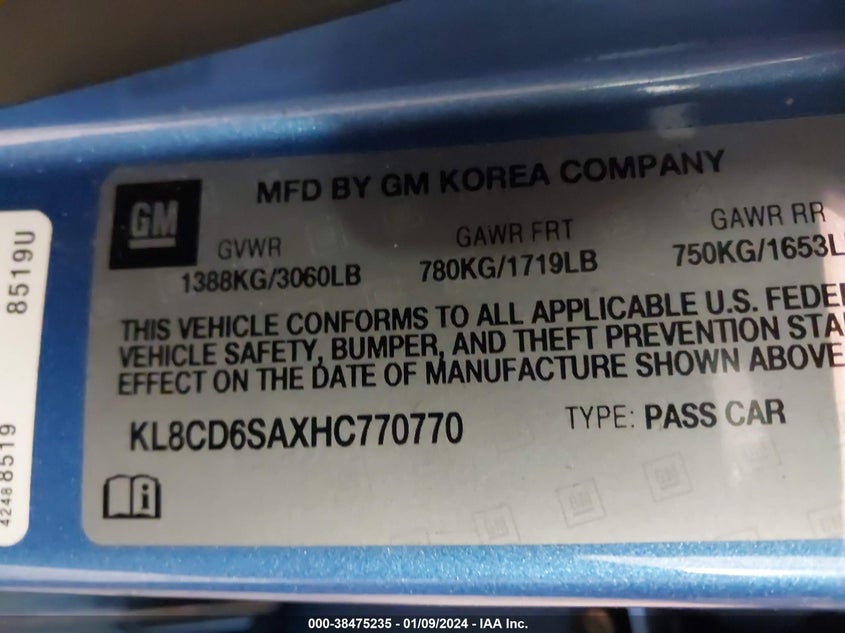 MFD BY GM KOREA COMPANY
GM
GVWR GAWR FRT GAWR RR
1388KG/3060LB 780KG/1719LB 750KG/1653L
THIS VEHICLE CONFORMS TO ALL APPLICABLE U.S. FEDE
VEHICLE SAFETY, BUMPER, AND THEFT PREVENTION STA
EFFECT ON THE DATE OF MANUFACTURE SHOWN ABOVE
KL8CD6SAXHC770770 TYPE: PASS CAR
8519U
42488519
000-38475235 - 01/09/2024 - IAA Inc.